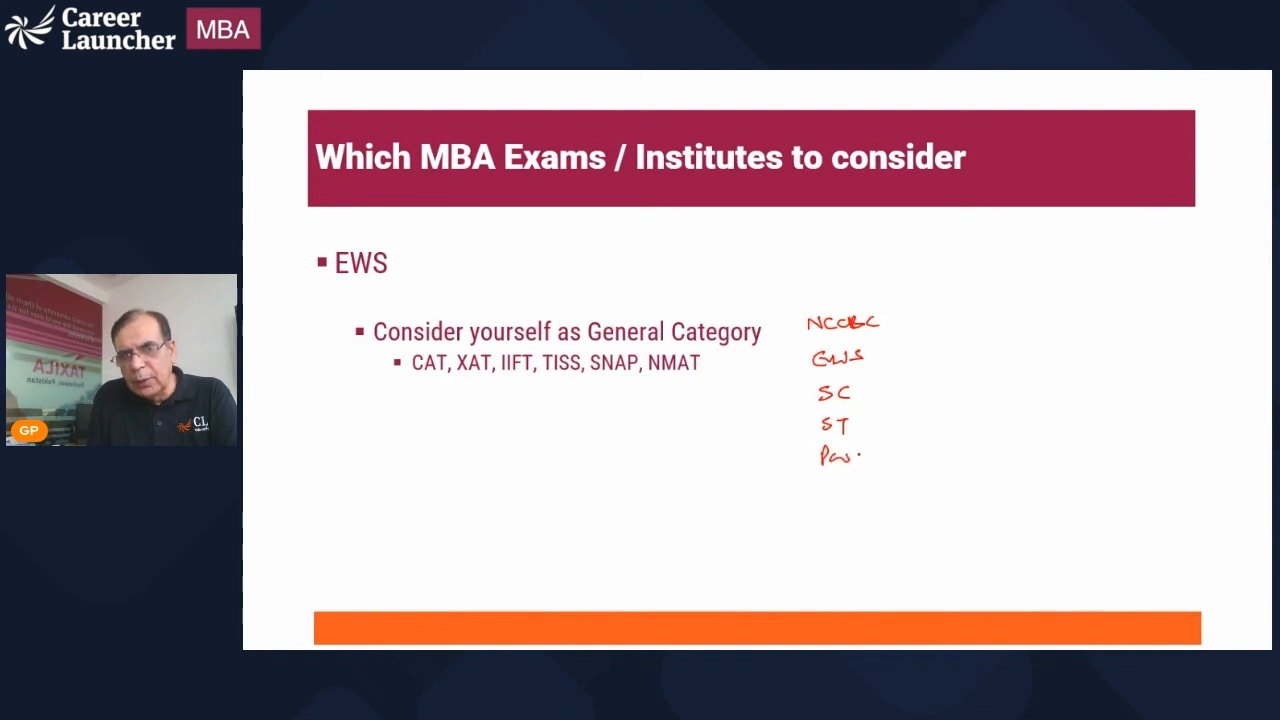 Career
Launcher
MBA
Which MBA Exams / Institutes to consider
EWS
Consider yourself as General Category
CAT, XAT, IIFT, TISS, SNAP, NMAT
NCOBC
EWS
SC
ST
TAXILA
GP
CL